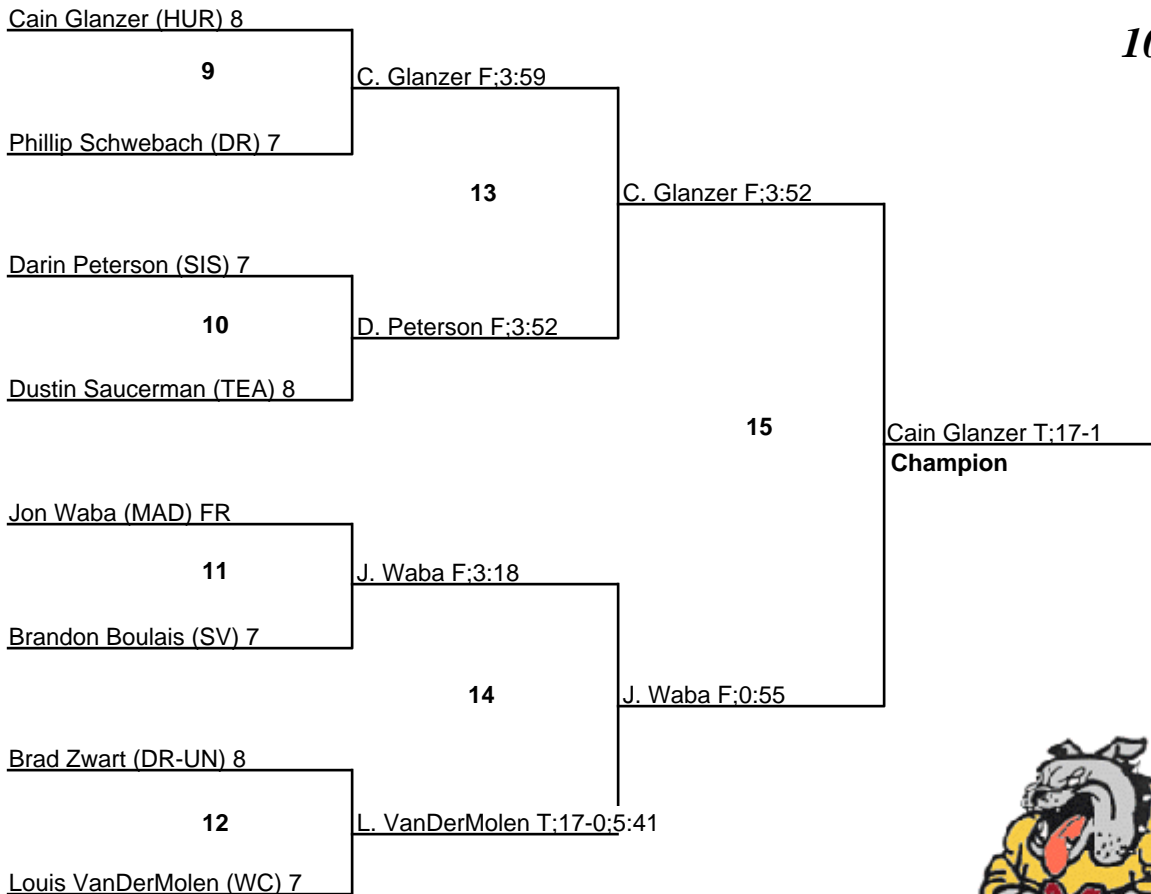 Cain Glanzer (HUR) 8
10
9
C. Glanzer F;3:59
Phillip Schwebach (DR) 7
13
C. Glanzer F;3:52
Darin Peterson (SIS) 7
10
D. Peterson F;3:52
Dustin Saucerman (TEA) 8
15
Cain Glanzer T;17-1
Champion
Jon Waba (MAD) FR
11
J. Waba F;3:18
Brandon Boulais (SV) 7
14
J. Waba F;0:55
Brad Zwart (DR-UN) 8
12
L. VanDerMolen T;17-0;5:41
Louis VanDerMolen (WC) 7